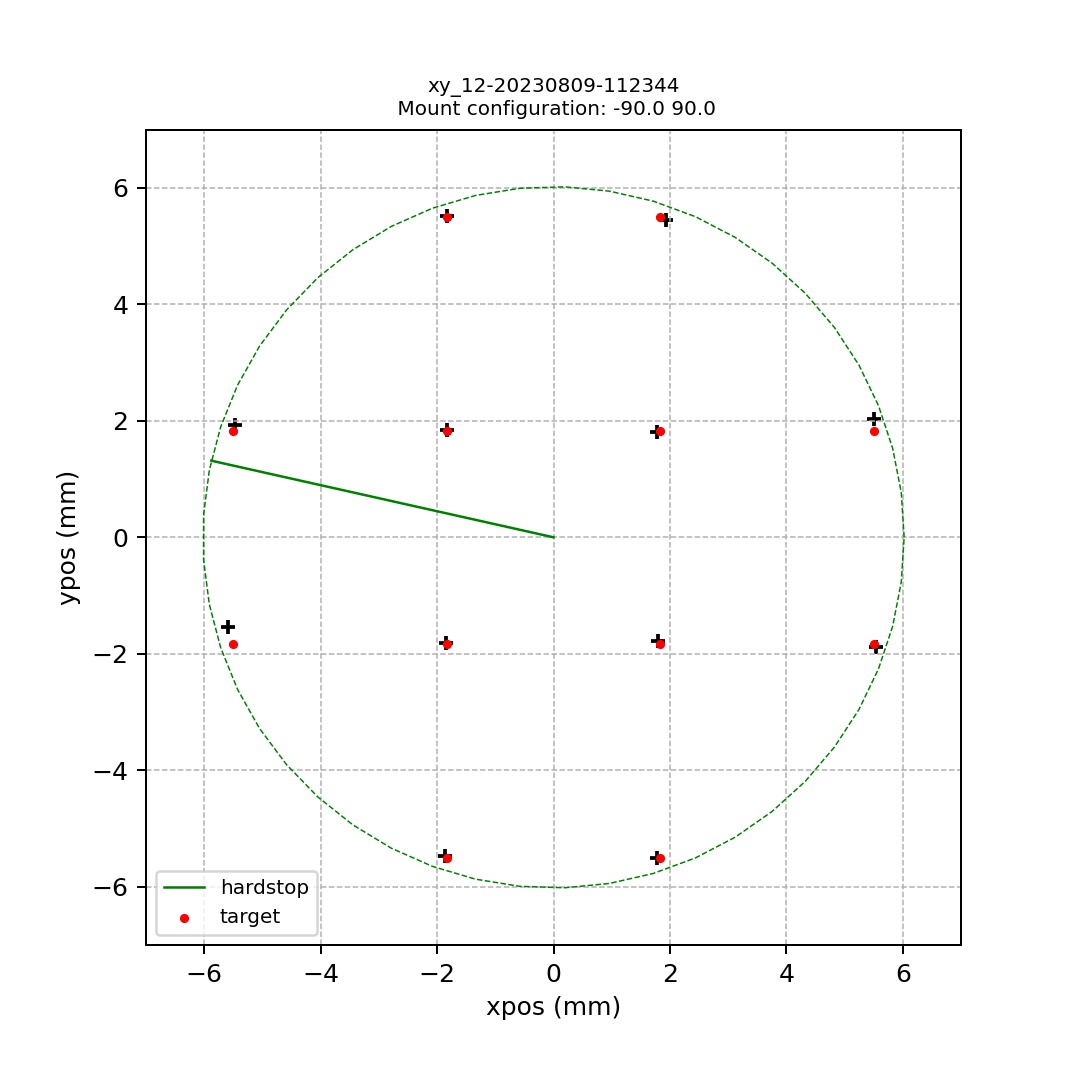 xy_12-20230809-112344
Mount configuration: -90.0 90.0
ypos (mm)
6
4
2
0
−2
−4
−6
hardstop
target
−6 −4 −2 0 2 4 6
xpos (mm)